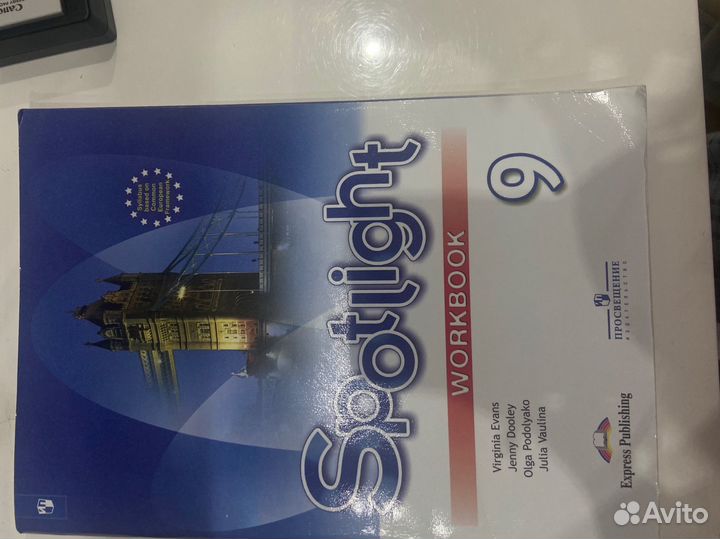 Syllabus
based on
Common
European
Framework
Spotlight
WORKBOOK
9
Virginia Evans
Jenny Dooley
Olga Podolyako
Julia Vaulina
Express Publishing
ПРОСВЕЩЕНИЕ
ИЗДАТЕЛЬСТВО
Avito